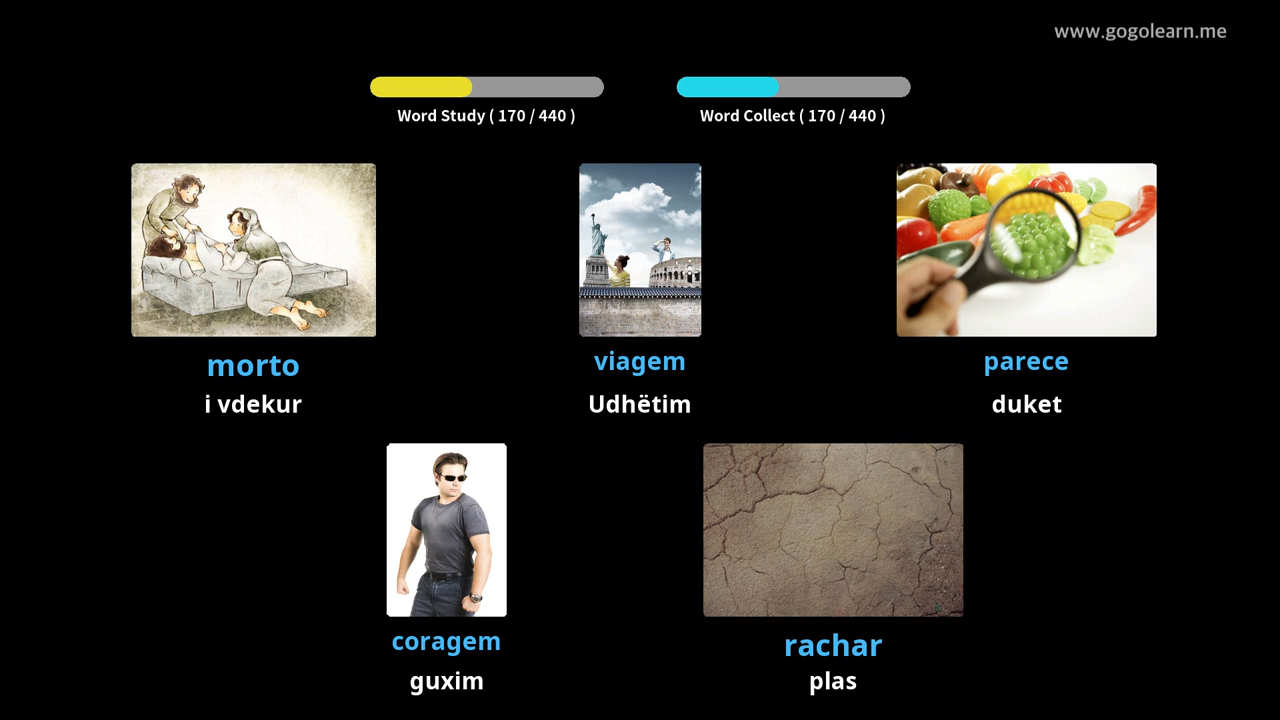 www.gogolearn.me
Word Study ( 170 / 440 )
Word Collect ( 170 / 440 )
morto
i vdekur
viagem
Udhëtim
parece
duket
coragem
guxim
rachar
plas